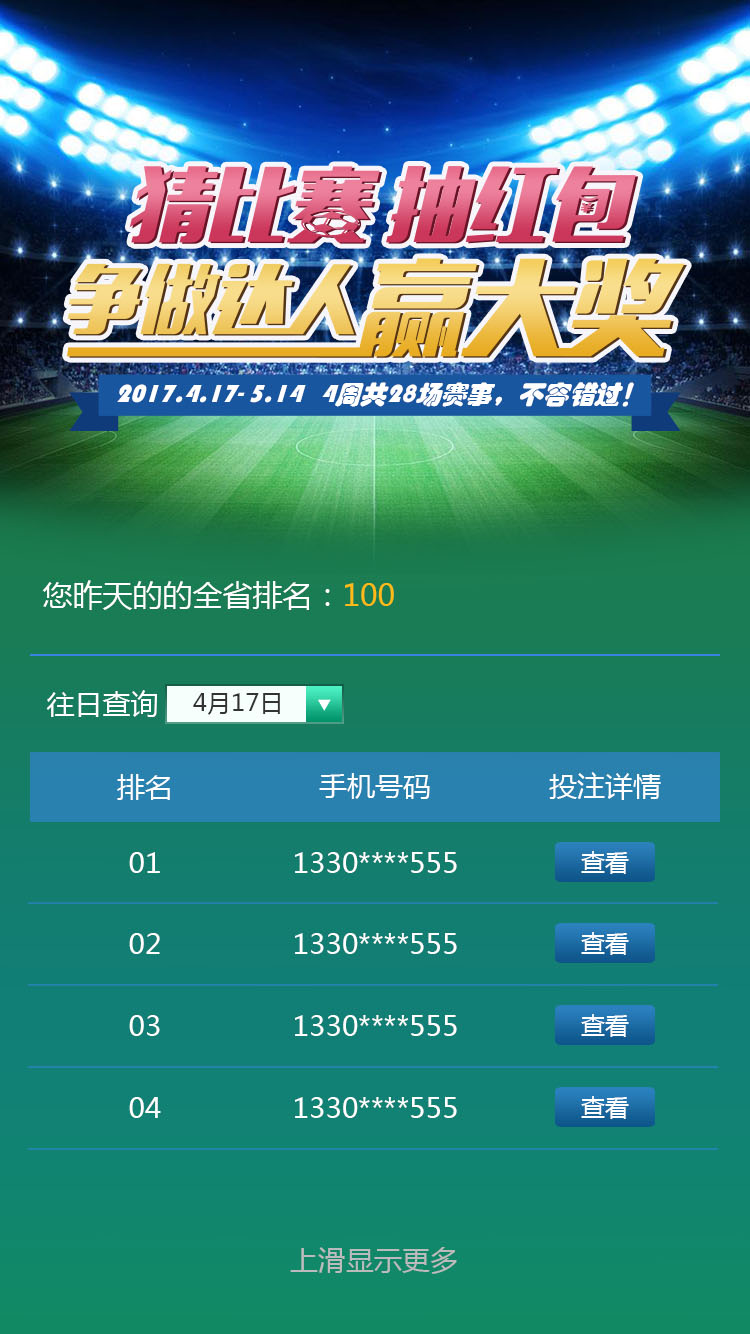 猜比赛 抽红包
争做达人赢大奖
2017.4.17-5.14 4周共28场赛事，不容错过！
您昨天的的全省排名：100
往日查询 4月17日
排名 手机号码 投注详情
01 1330****555 查看
02 1330****555 查看
03 1330****555 查看
04 1330****555 查看
上滑显示更多